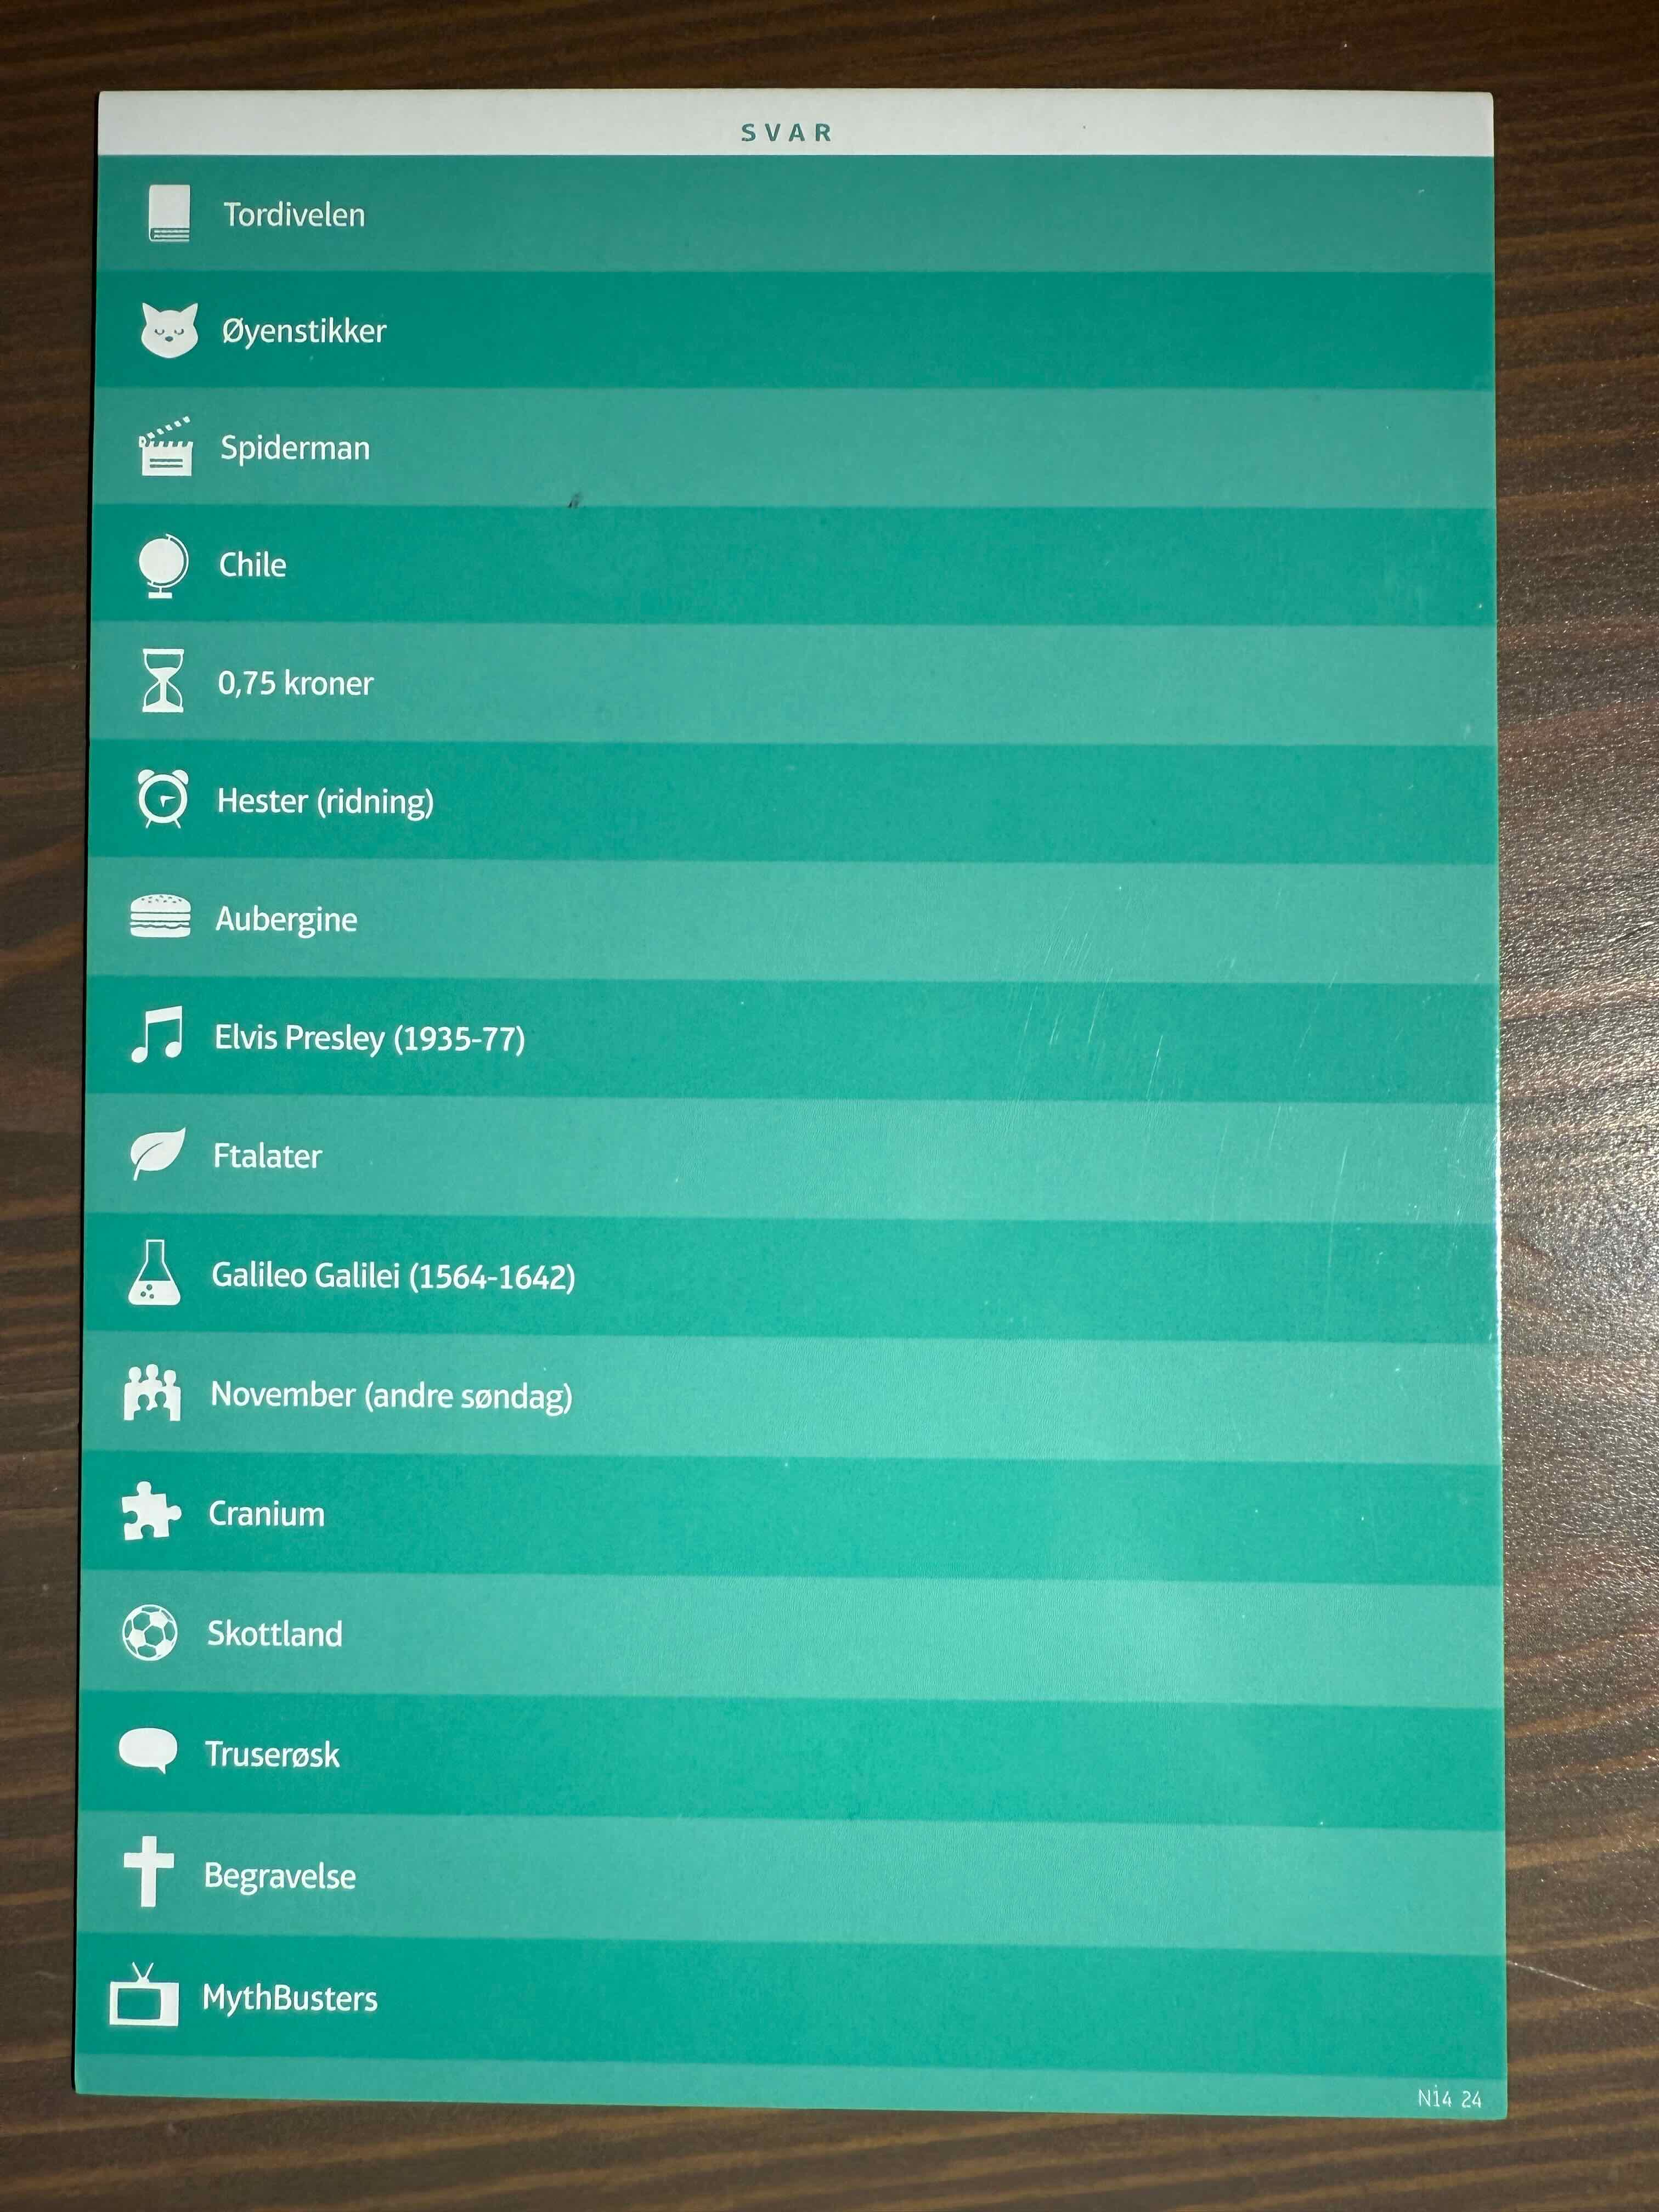 SVAR
Tordivelen
Øyenstikker
Spiderman
Chile
0,75 kroner
Hester (ridning)
Aubergine
Elvis Presley (1935-77)
Ftalater
Galileo Galilei (1564-1642)
November (andre søndag)
Cranium
Skottland
Truserøsk
Begravelse
MythBusters
N14 24